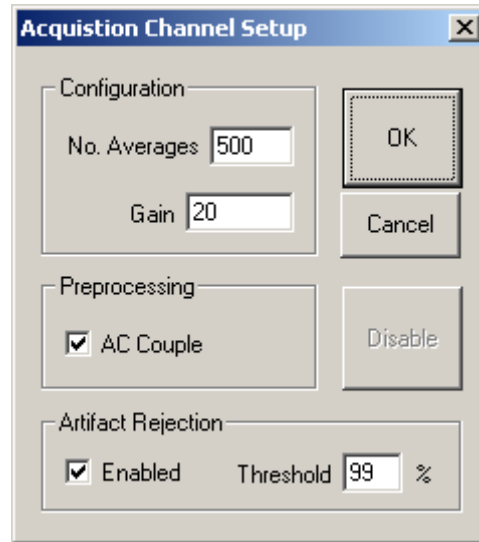 Acquistion Channel Setup
Configuration
No. Averages 500
OK
Gain 20
Cancel
Preprocessing
AC Couple
Disable
Artifact Rejection
Enabled Threshold 99 %